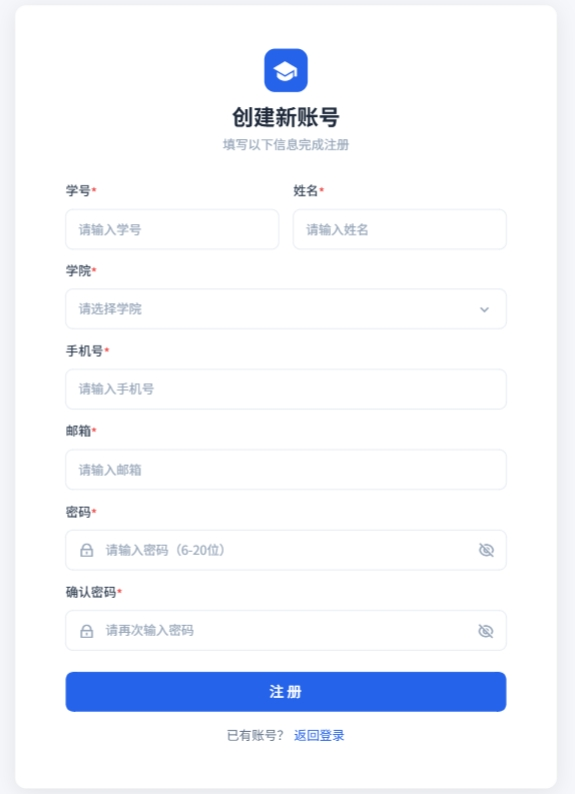 创建新账号
填写以下信息完成注册
学号* 姓名*
请输入学号 请输入姓名
学院*
请选择学院
手机号*
请输入手机号
邮箱*
请输入邮箱
密码*
请输入密码（6-20位）
确认密码*
请再次输入密码
注册
已有账号？ 返回登录